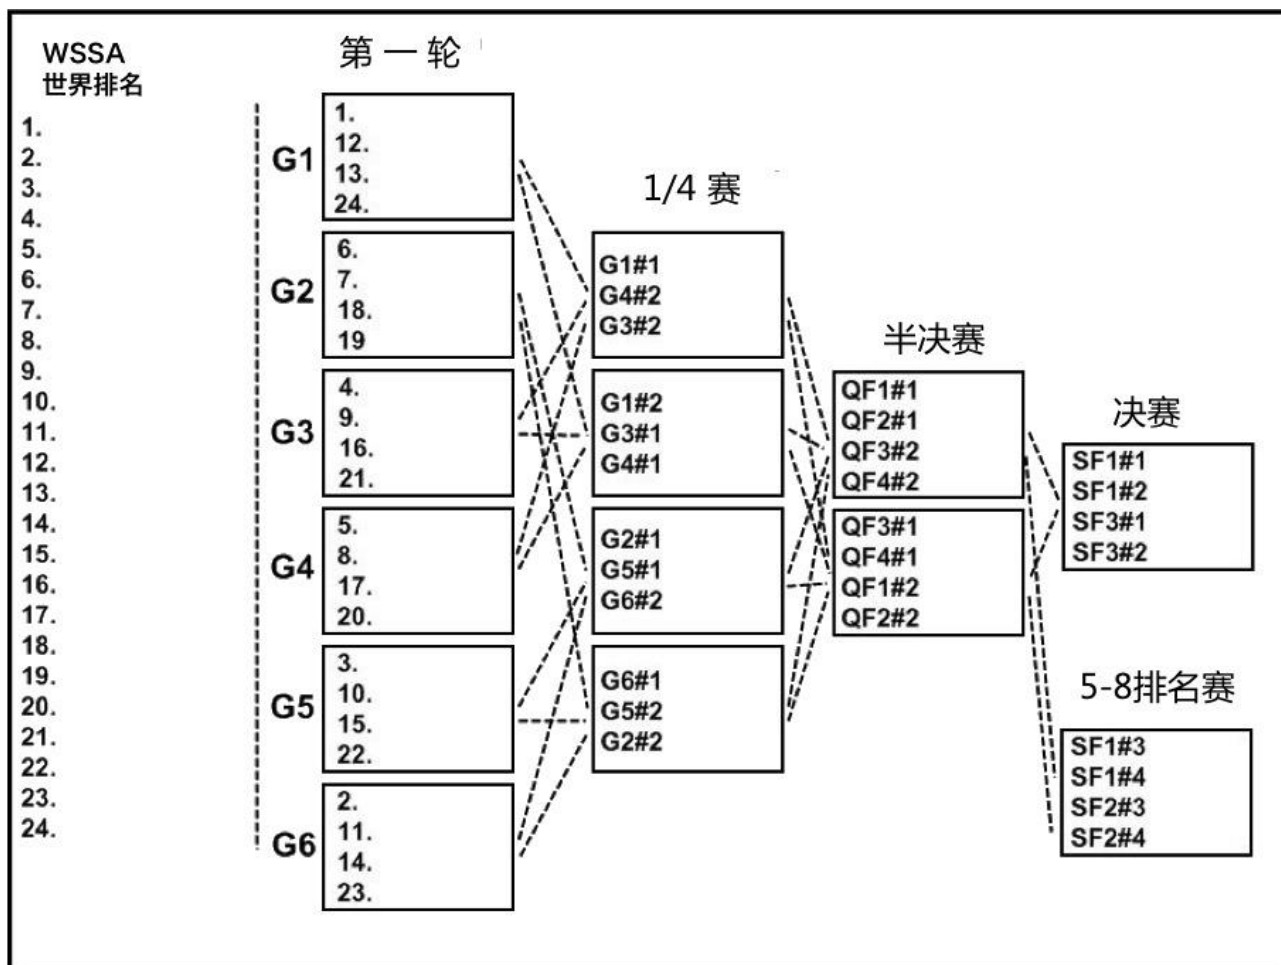 WSSA
世界排名
1.
2.
3.
4.
5.
6.
7.
8.
9.
10.
11.
12.
13.
14.
15.
16.
17.
18.
19.
20.
21.
22.
23.
24.
第一轮
G1
1.
12.
13.
24.
G2
6.
7.
18.
19
G3
4.
9.
16.
21.
G4
5.
8.
17.
20.
G5
3.
10.
15.
22.
G6
2.
11.
14.
23.
1/4 赛
G1#1
G4#2
G3#2
G1#2
G3#1
G4#1
G2#1
G5#1
G6#2
G6#1
G5#2
G2#2
半决赛
QF1#1
QF2#1
QF3#2
QF4#2
QF3#1
QF4#1
QF1#2
QF2#2
决赛
SF1#1
SF1#2
SF3#1
SF3#2
5-8排名赛
SF1#3
SF1#4
SF2#3
SF2#4